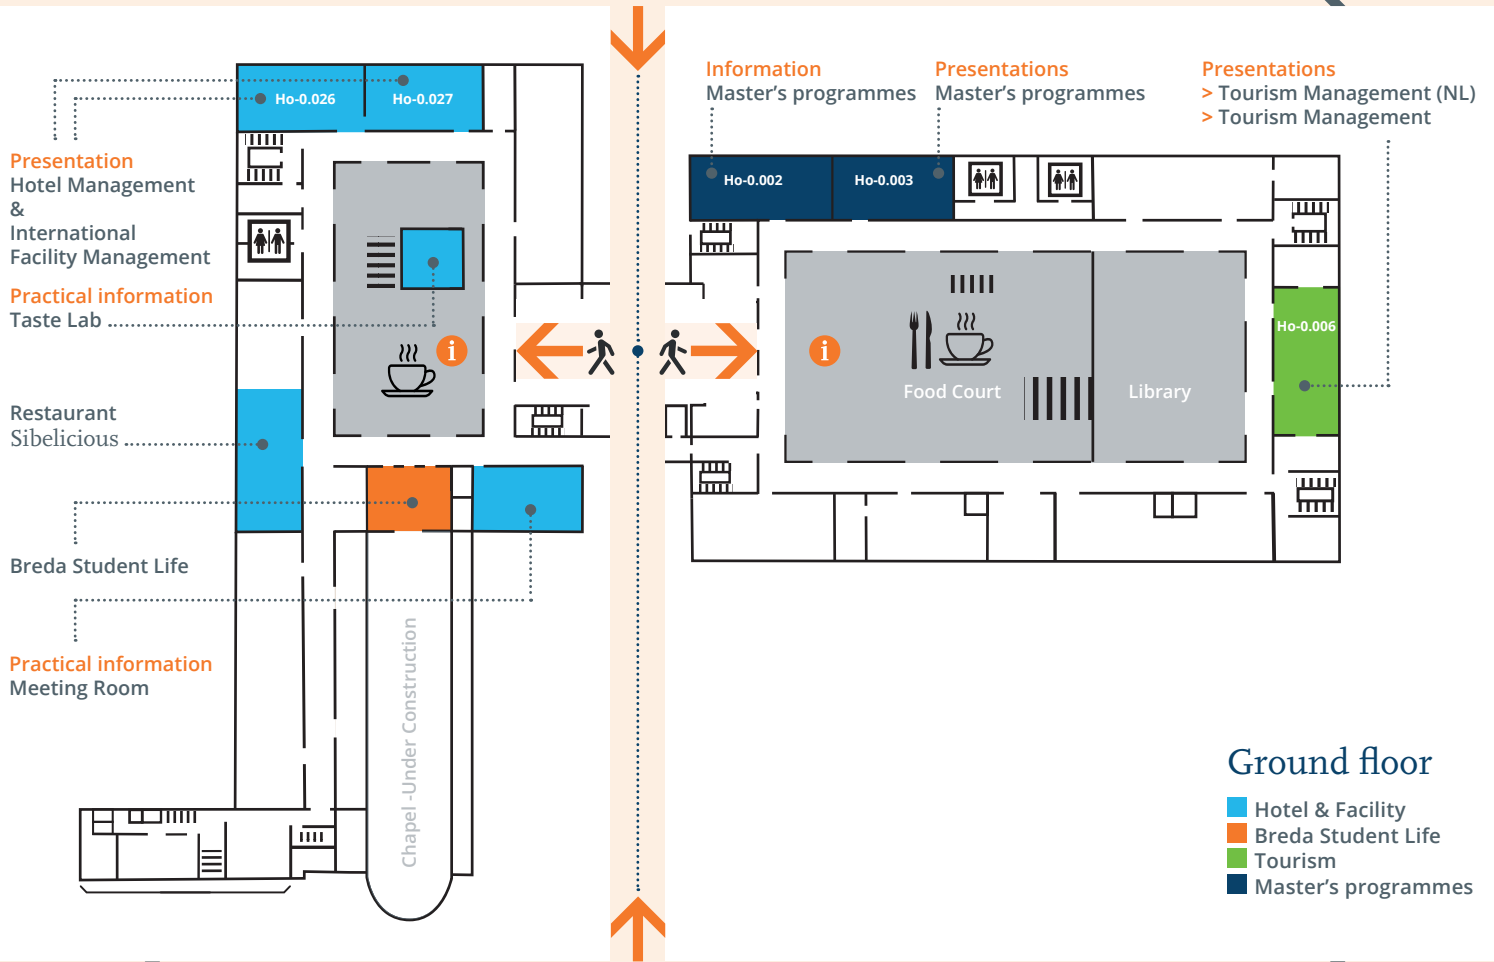 Ho-0.026
Ho-0.027
Presentation
Hotel Management
&
International
Facility Management
Practical information
Taste Lab
Restaurant
Sibelicious
Breda Student Life
Practical information
Meeting Room
i
Chapel -Under Construction
Information
Master's programmes
Presentations
Master's programmes
Presentations
> Tourism Management (NL)
> Tourism Management
Ho-0.002
Ho-0.003
Ho-0.006
i
Food Court
Library
Ground floor
Hotel & Facility
Breda Student Life
Tourism
Master's programmes